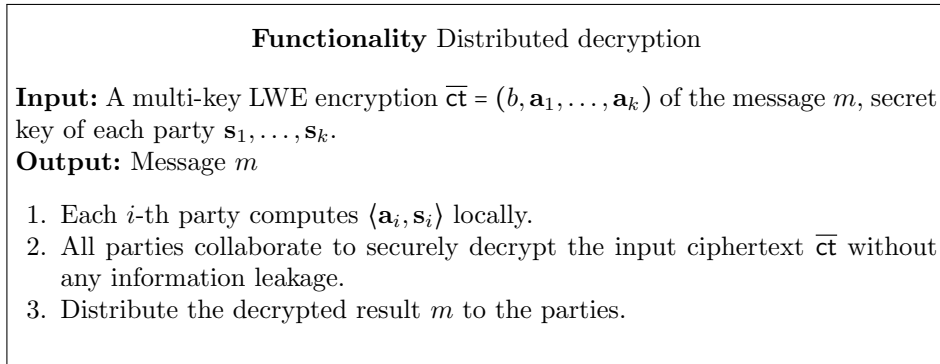 Functionality Distributed decryption
Input: A multi-key LWE encryption c̅t̅ = (b, a₁, . . . , aₖ) of the message m, secret
key of each party s₁, . . . , sₖ.
Output: Message m
1. Each i-th party computes ⟨aᵢ, sᵢ⟩ locally.
2. All parties collaborate to securely decrypt the input ciphertext c̅t̅ without
any information leakage.
3. Distribute the decrypted result m to the parties.